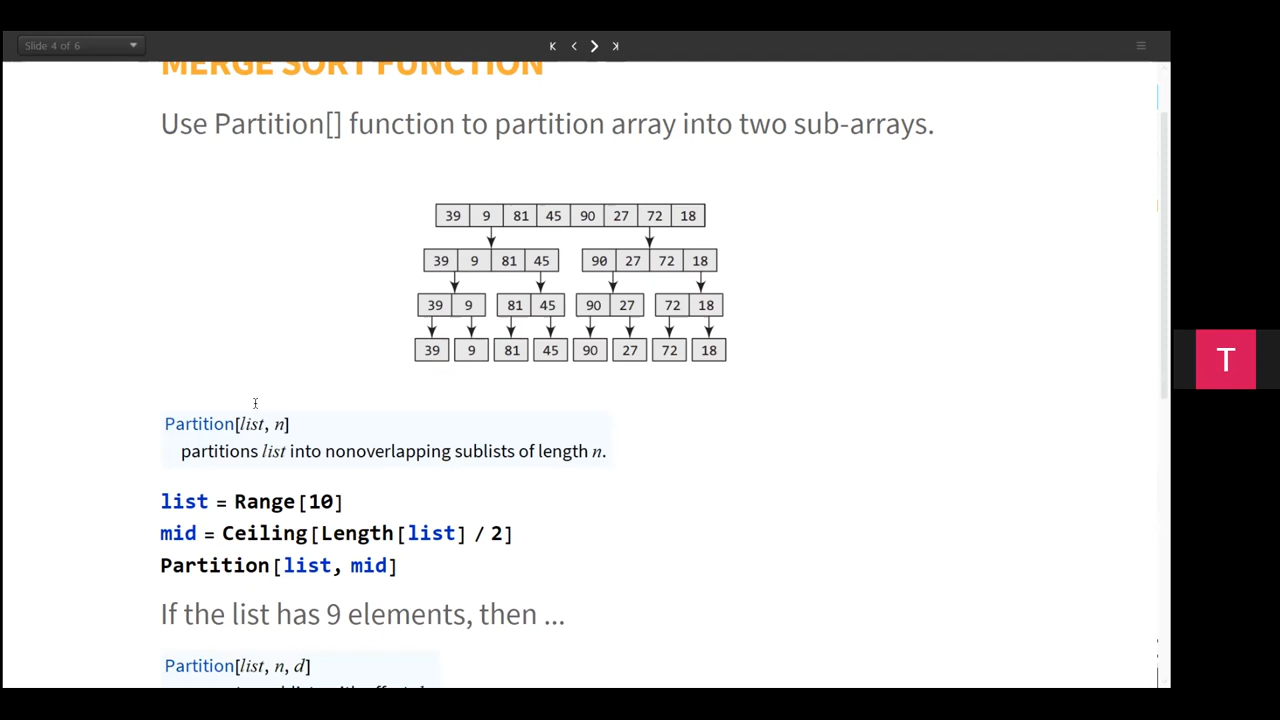 Slide 4 of 6
MERGE SORT FUNCTION
Use Partition[] function to partition array into two sub-arrays.
39 9 81 45 90 27 72 18
39 9 81 45 90 27 72 18
39 9 81 45 90 27 72 18
39 9 81 45 90 27 72 18
T
Partition[list, n]
partitions list into nonoverlapping sublists of length n.
list = Range[10]
mid = Ceiling[Length[list] / 2]
Partition[list, mid]
If the list has 9 elements, then ...
Partition[list, n, d]